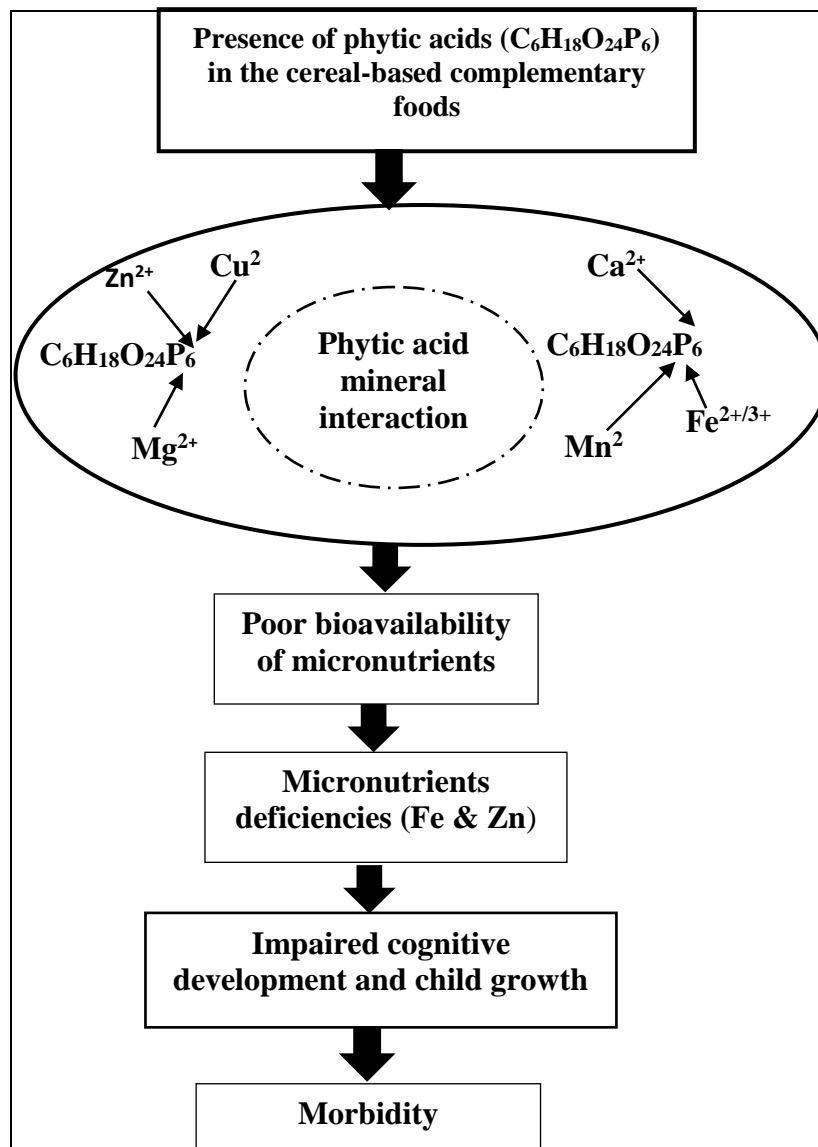 Presence of phytic acids (C₆H₁₈O₂₄P₆)
in the cereal-based complementary
foods
Zn²⁺
Cu²
C₆H₁₈O₂₄P₆
Mg²⁺
Phytic acid
mineral
interaction
Ca²⁺
C₆H₁₈O₂₄P₆
Mn²
Fe²⁺/³⁺
Poor bioavailability
of micronutrients
Micronutrients
deficiencies (Fe & Zn)
Impaired cognitive
development and child growth
Morbidity